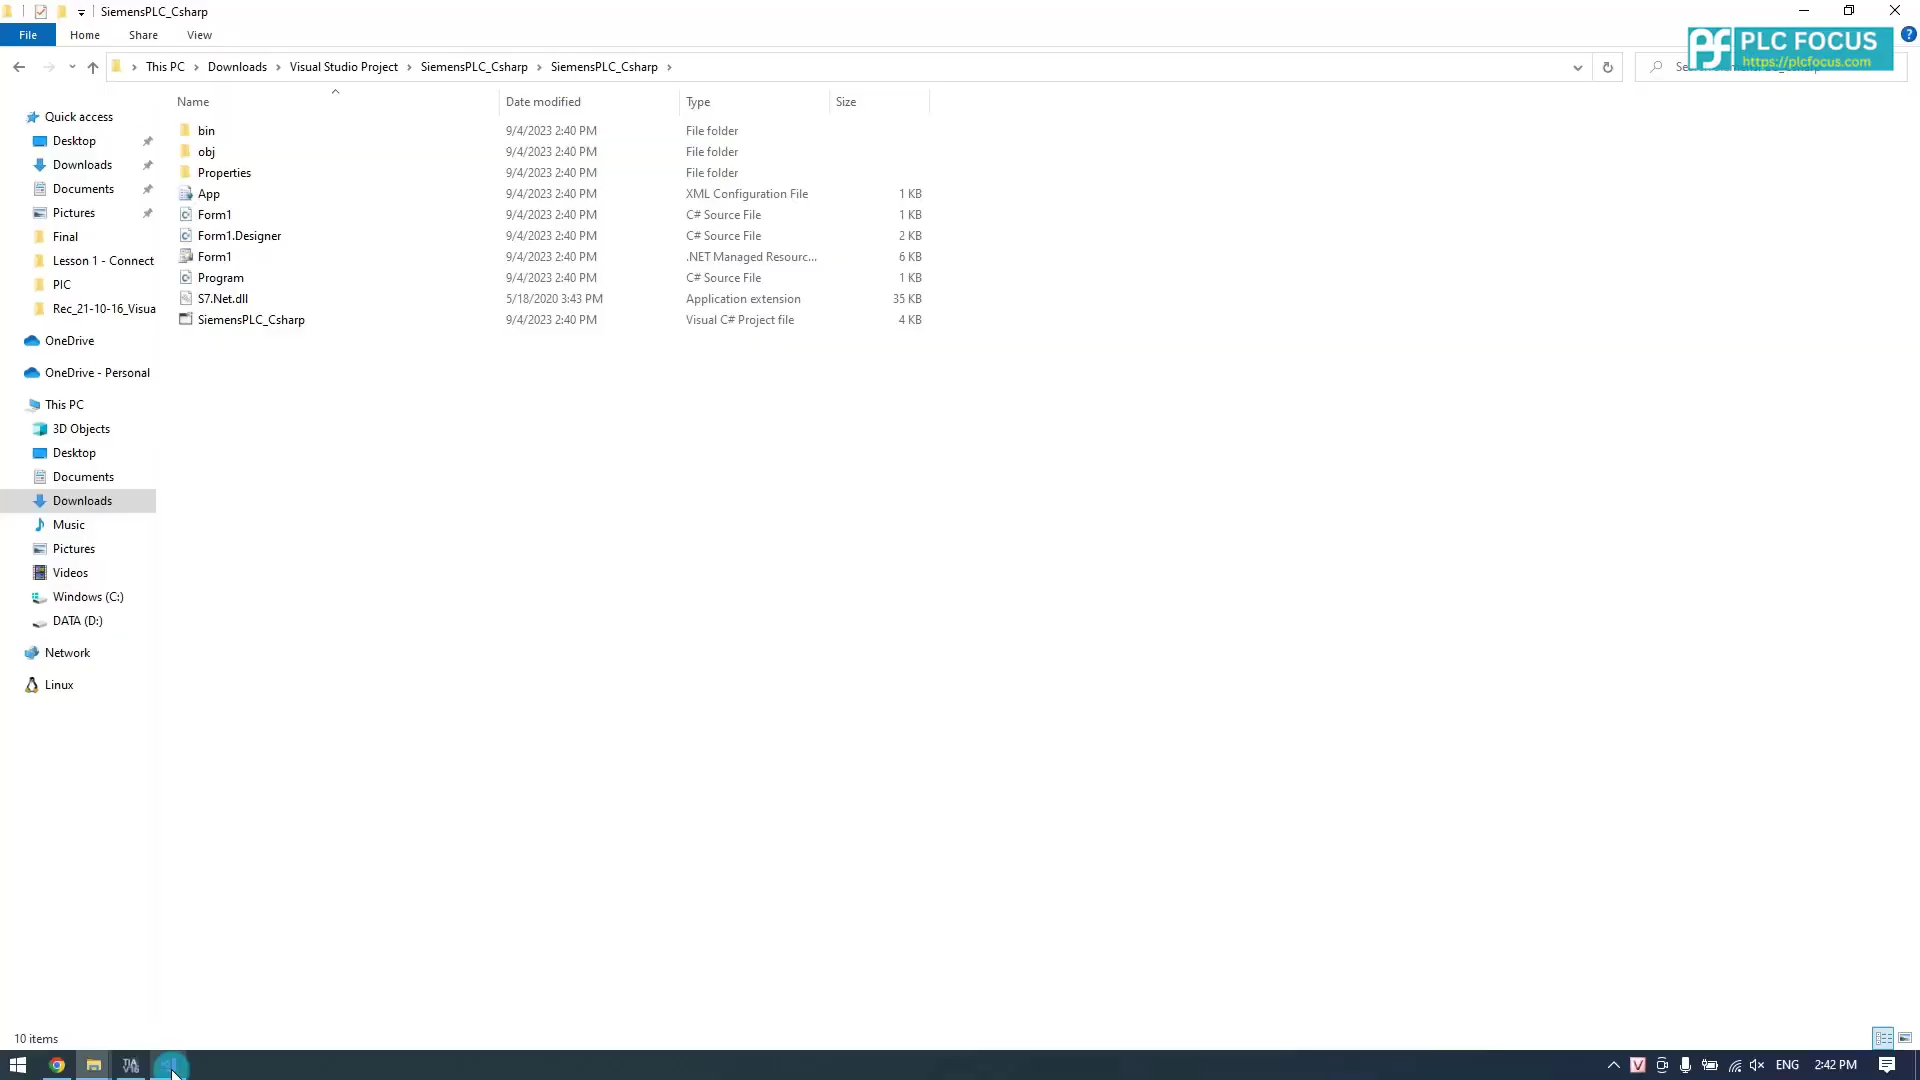 SiemensPLC_Csharp
File Home Share View
PLC FOCUS
https://plcfocus.com
This PC Downloads Visual Studio Project SiemensPLC_Csharp SiemensPLC_Csharp
Name Date modified Type Size
bin 9/4/2023 2:40 PM File folder
obj 9/4/2023 2:40 PM File folder
Properties 9/4/2023 2:40 PM File folder
App 9/4/2023 2:40 PM XML Configuration File 1 KB
Form1 9/4/2023 2:40 PM C# Source File 1 KB
Form1.Designer 9/4/2023 2:40 PM C# Source File 2 KB
Form1 9/4/2023 2:40 PM .NET Managed Resourc... 6 KB
Program 9/4/2023 2:40 PM C# Source File 1 KB
S7.Net.dll 5/18/2020 3:43 PM Application extension 35 KB
SiemensPLC_Csharp 9/4/2023 2:40 PM Visual C# Project file 4 KB
Quick access
Desktop
Downloads
Documents
Pictures
Final
Lesson 1 - Connect
PIC
Rec_21-10-16_Visua
OneDrive
OneDrive - Personal
This PC
3D Objects
Desktop
Documents
Downloads
Music
Pictures
Videos
Windows (C:)
DATA (D:)
Network
Linux
10 items
ENG 2:42 PM